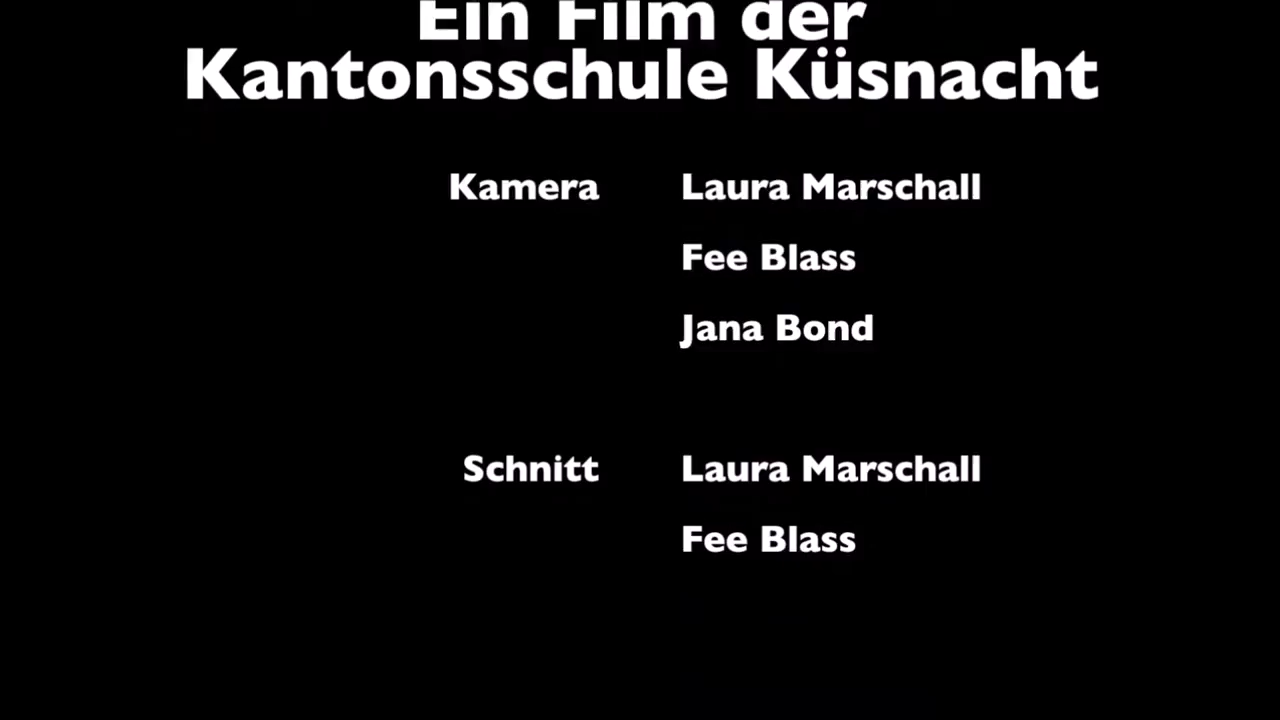 Ein Film der
Kantonsschule Küsnacht
Kamera Laura Marschall
Fee Blass
Jana Bond
Schnitt Laura Marschall
Fee Blass